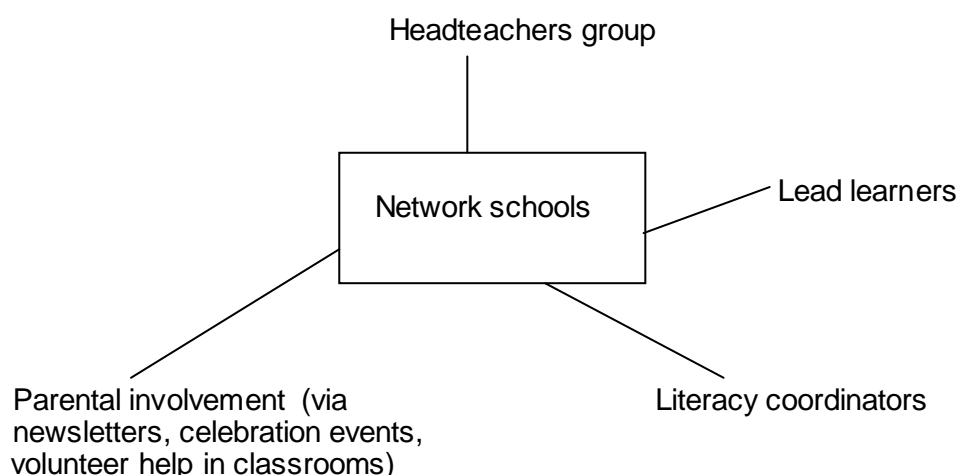 Headteachers group
Network schools
Lead learners
Parental involvement (via
newsletters, celebration events,
volunteer help in classrooms)
Literacy coordinators